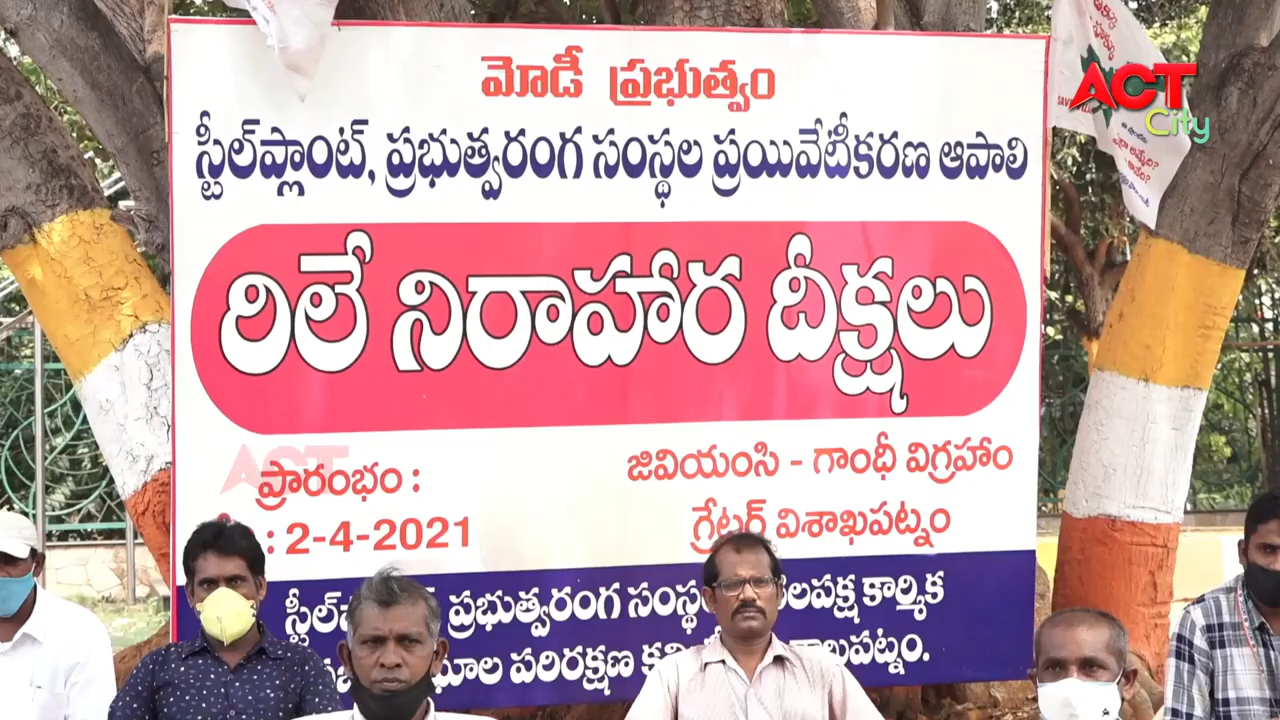 మోడీ ప్రభుత్వం
స్టీల్‌ప్లాంట్, ప్రభుత్వరంగ సంస్థల ప్రయివేటీకరణ ఆపాలి
రిలే నిరాహార దీక్షలు
ప్రారంభం :
: 2-4-2021
జివియంసి - గాంధీ విగ్రహాం
గ్రేటర్ విశాఖపట్నం
ప్రభుత్వరంగ కార్మిక
పరిరక్షణ
ACT
City
ACT